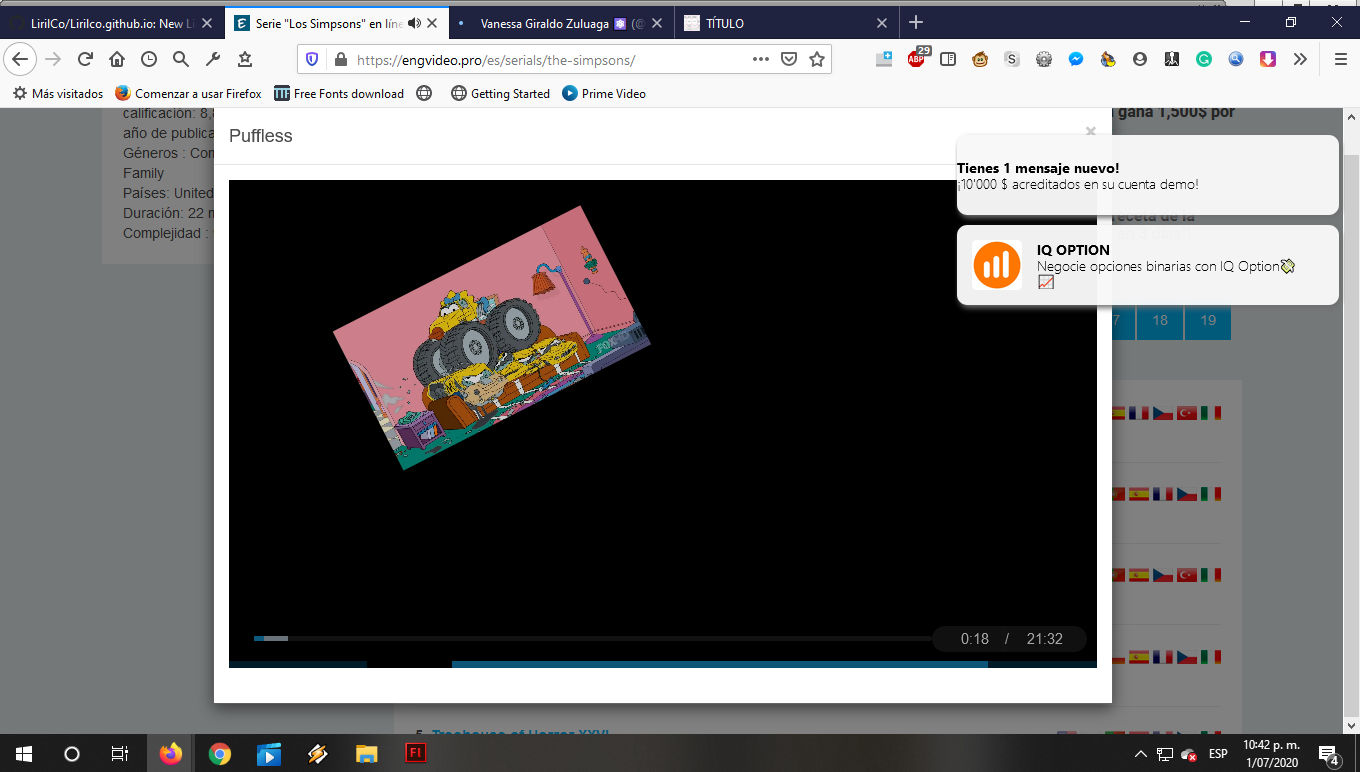 LirilCo/Lirilco.github.io: New Li
Serie "Los Simpsons" en líne
Vanessa Giraldo Zuluaga ⚛ (@
TÍTULO
https://engvideo.pro/es/serials/the-simpsons/
ABP
29
S
G
Más visitados
Comenzar a usar Firefox
Free Fonts download
Getting Started
Prime Video
calificación: 8,
año de publica
Géneros : Com
Family
Países: United
Duración: 22 m
Complejidad :
Puffless
×
gana 1,500$ por
Tienes 1 mensaje nuevo!
¡10'000 $ acreditados en su cuenta demo!
receta de la
IQ OPTION
Negocie opciones binarias con IQ Option💸
📈
7
18
19
FOX
0:18 / 21:32
5. Treehouse of Horror XXVI
Fl
ESP
10:42 p. m.
1/07/2020
4